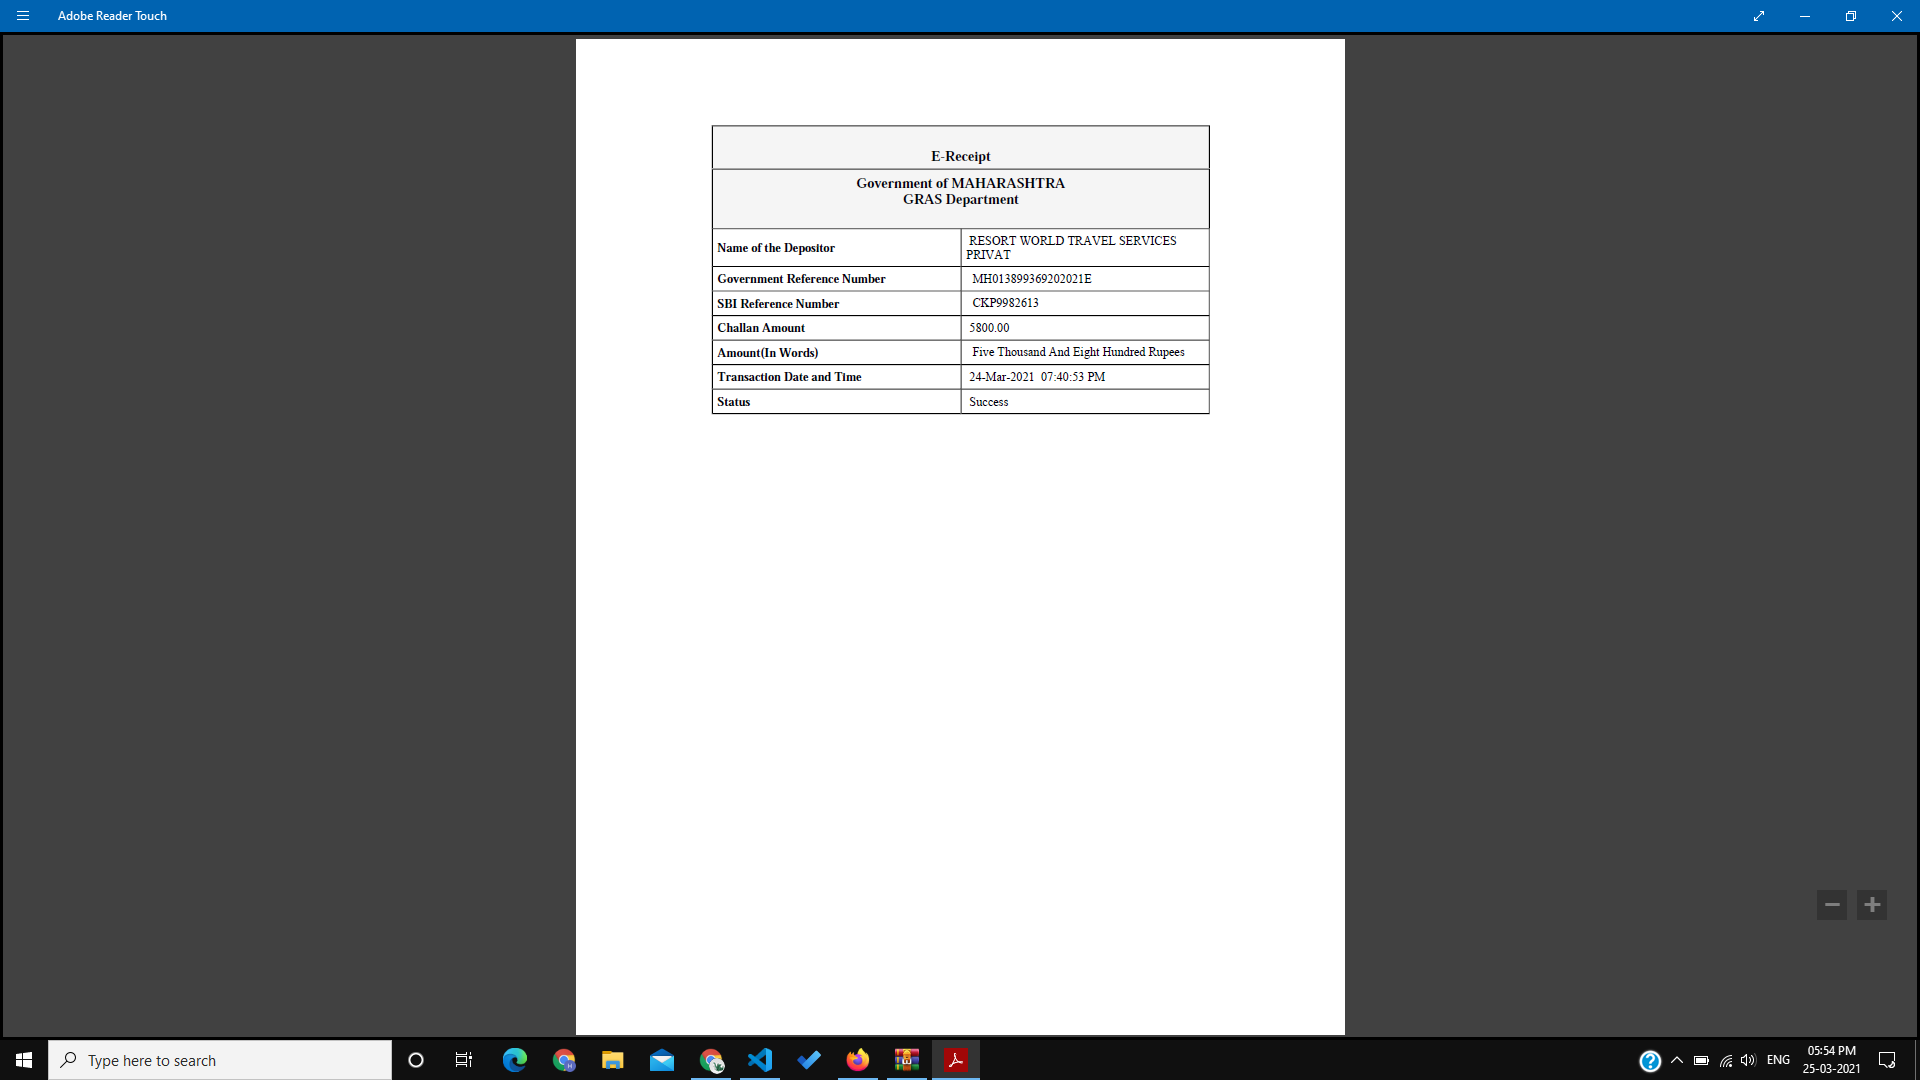 Adobe Reader Touch
E-Receipt
Government of MAHARASHTRA
GRAS Department
Name of the Depositor
RESORT WORLD TRAVEL SERVICES
PRIVAT
Government Reference Number
MH013899369202021E
SBI Reference Number
CKP9982613
Challan Amount
5800.00
Amount(In Words)
Five Thousand And Eight Hundred Rupees
Transaction Date and Time
24-Mar-2021  07:40:53 PM
Status
Success
Type here to search
ENG
05:54 PM
25-03-2021